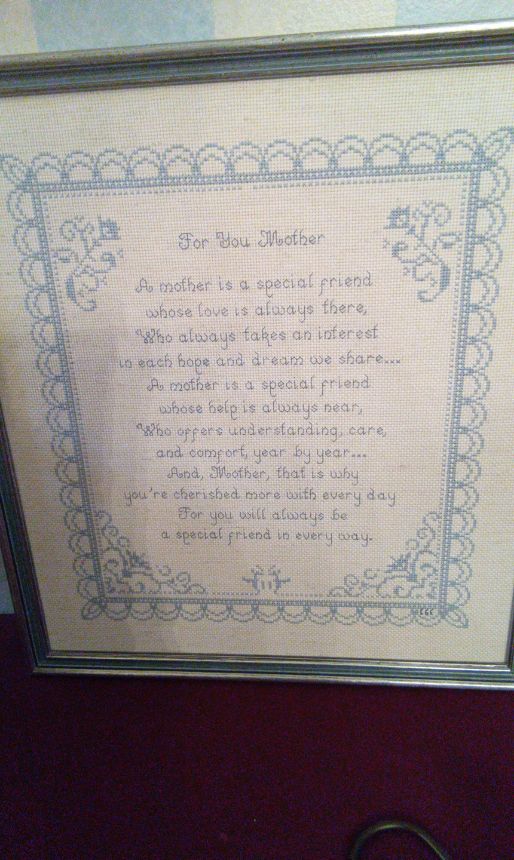 For You Mother
A mother is a special friend
whose love is always there,
Who always takes an interest
in each hope and dream we share...
A mother is a special friend
whose help is always near,
Who offers understanding, care,
and comfort, year by year...
And, Mother, that is why
you're cherished more with every day
For you will always be
a special friend in every way.